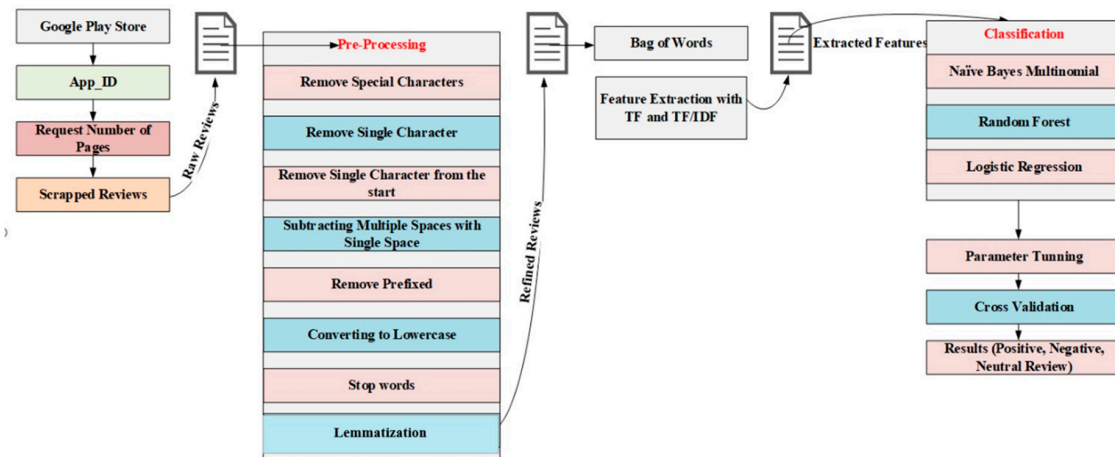 Google Play Store
App_ID
Request Number of
Pages
Scrapped Reviews
)
Raw Reviews
Pre-Processing
Remove Special Characters
Remove Single Character
Remove Single Character from the
start
Subtracting Multiple Spaces with
Single Space
Remove Prefixed
Converting to Lowercase
Stop words
Lemmatization
Refined Reviews
Bag of Words
Feature Extraction with
TF and TF/IDF
Extracted Features
Classification
Naïve Bayes Multinomial
Random Forest
Logistic Regression
Parameter Tunning
Cross Validation
Results (Positive, Negative,
Neutral Review)